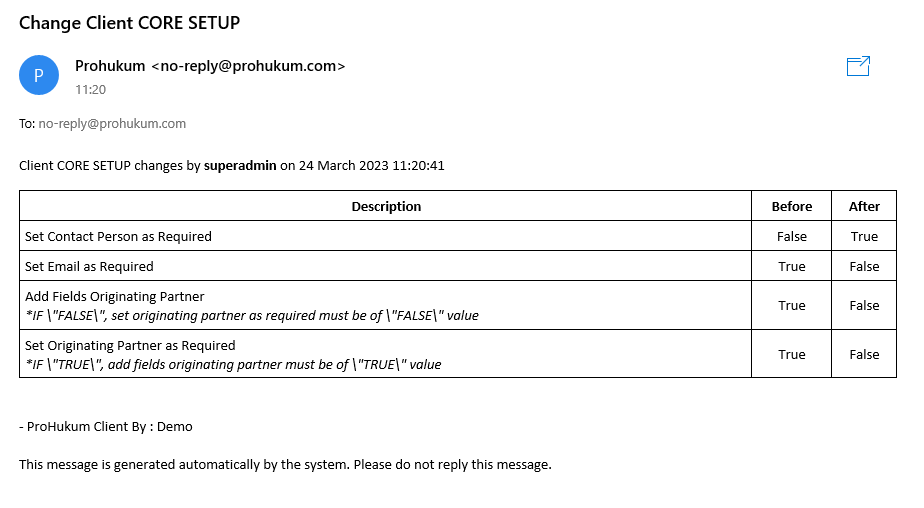 Change Client CORE SETUP
P
Prohukum <no-reply@prohukum.com>
11:20
To: no-reply@prohukum.com
Client CORE SETUP changes by superadmin on 24 March 2023 11:20:41
Description Before After
Set Contact Person as Required False True
Set Email as Required True False
Add Fields Originating Partner
*IF \"FALSE\", set originating partner as required must be of \"FALSE\" value True False
Set Originating Partner as Required
*IF \"TRUE\", add fields originating partner must be of \"TRUE\" value True False
- ProHukum Client By : Demo
This message is generated automatically by the system. Please do not reply this message.